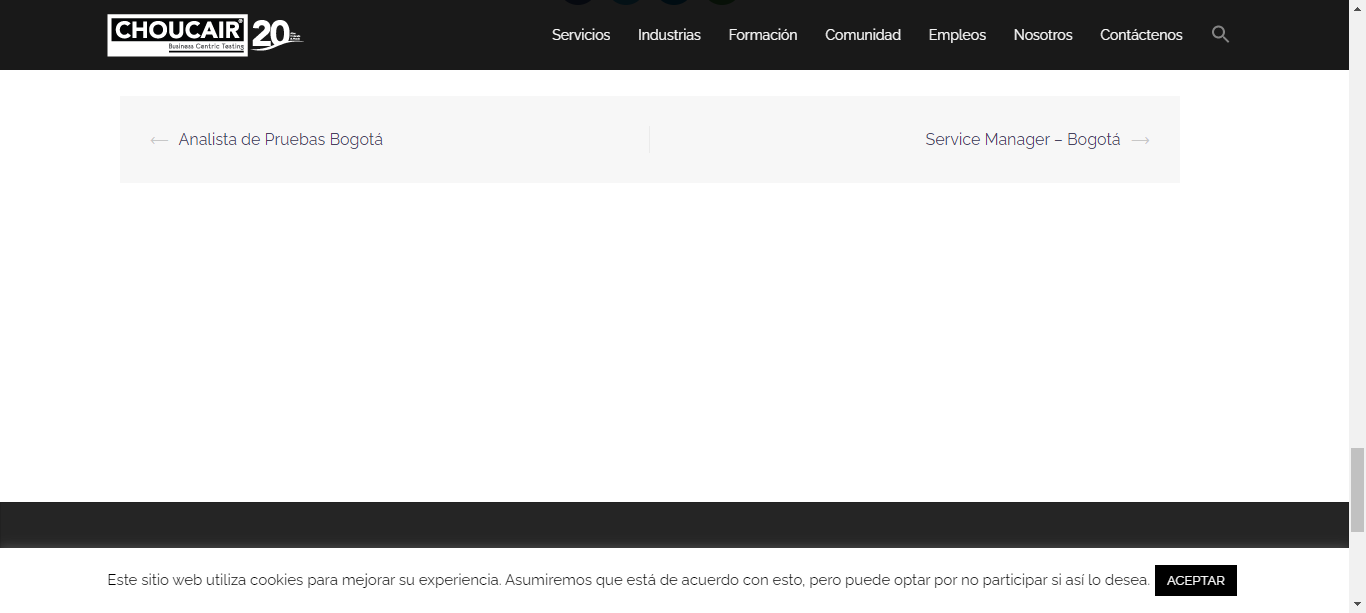 CHOUCAIR®
Business Centric Testing
20
Servicios Industrias Formación Comunidad Empleos Nosotros Contáctenos
Analista de Pruebas Bogotá
Service Manager – Bogotá
Este sitio web utiliza cookies para mejorar su experiencia. Asumiremos que está de acuerdo con esto, pero puede optar por no participar si así lo desea. ACEPTAR